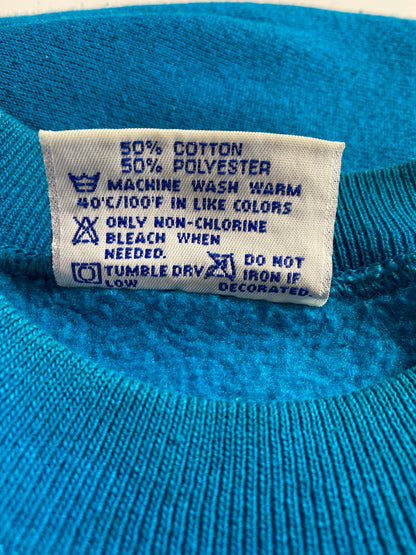 50% COTTON
50% POLYESTER
MACHINE WASH WARM
40°C/100°F IN LIKE COLORS
ONLY NON-CHLORINE
BLEACH WHEN
NEEDED.
TUMBLE DRY
LOW
DO NOT
IRON IF
DECORATED.